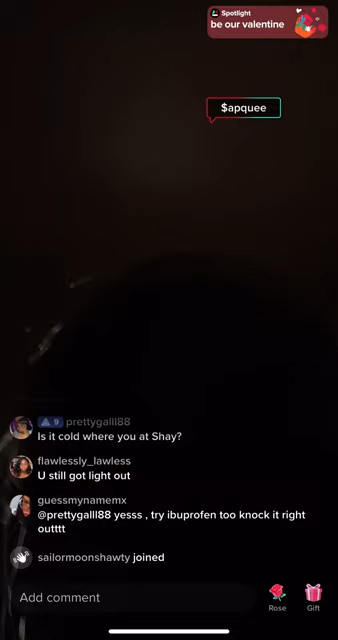 Spotlight
be our valentine
$apquee
9 prettygalll88
Is it cold where you at Shay?
flawlessly_lawless
U still got light out
guessmynamemx
@prettygalll88 yesss , try ibuprofen too knock it right
outttt
sailormoonshawty joined
Add comment
Rose
Gift